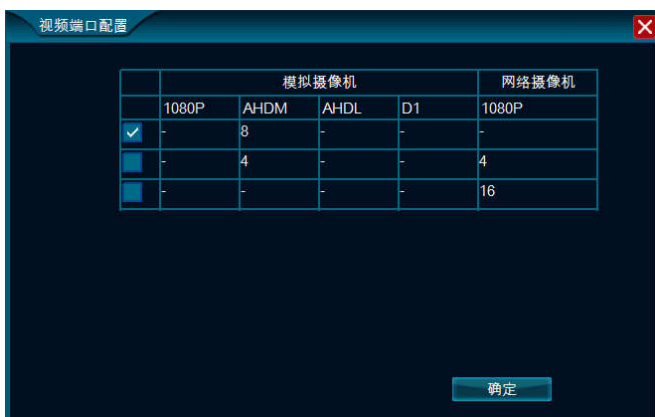 视频端口配置
模拟摄像机 网络摄像机
1080P AHDM AHDL D1 1080P
- 8 - - -
- 4 - - 4
- - - - 16
确定